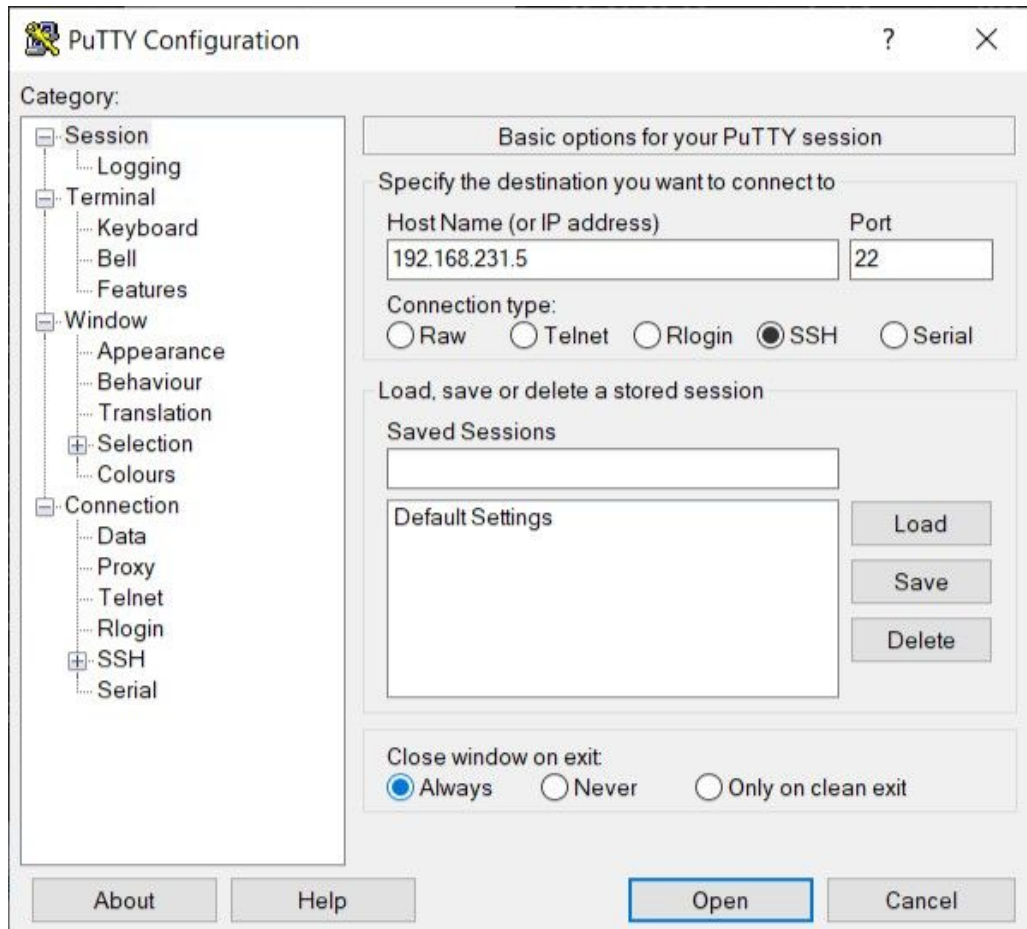 PuTTY Configuration
?
Category:
Session
Logging
Terminal
Keyboard
Bell
Features
Window
Appearance
Behaviour
Translation
Selection
Colours
Connection
Data
Proxy
Telnet
Rlogin
SSH
Serial
Basic options for your PuTTY session
Specify the destination you want to connect to
Host Name (or IP address) Port
192.168.231.5 22
Connection type:
Raw Telnet Rlogin SSH Serial
Load, save or delete a stored session
Saved Sessions
Default Settings
Load
Save
Delete
Close window on exit:
Always Never Only on clean exit
About Help Open Cancel